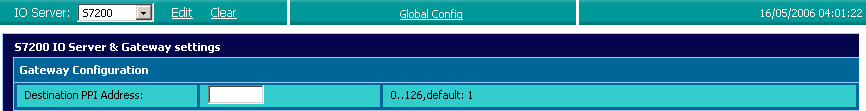 IO Server: S7200 Edit Clear Global Config 16/05/2006 04:01:22
S7200 IO Server & Gateway settings
Gateway Configuration
Destination PPI Address: 0..126,default: 1